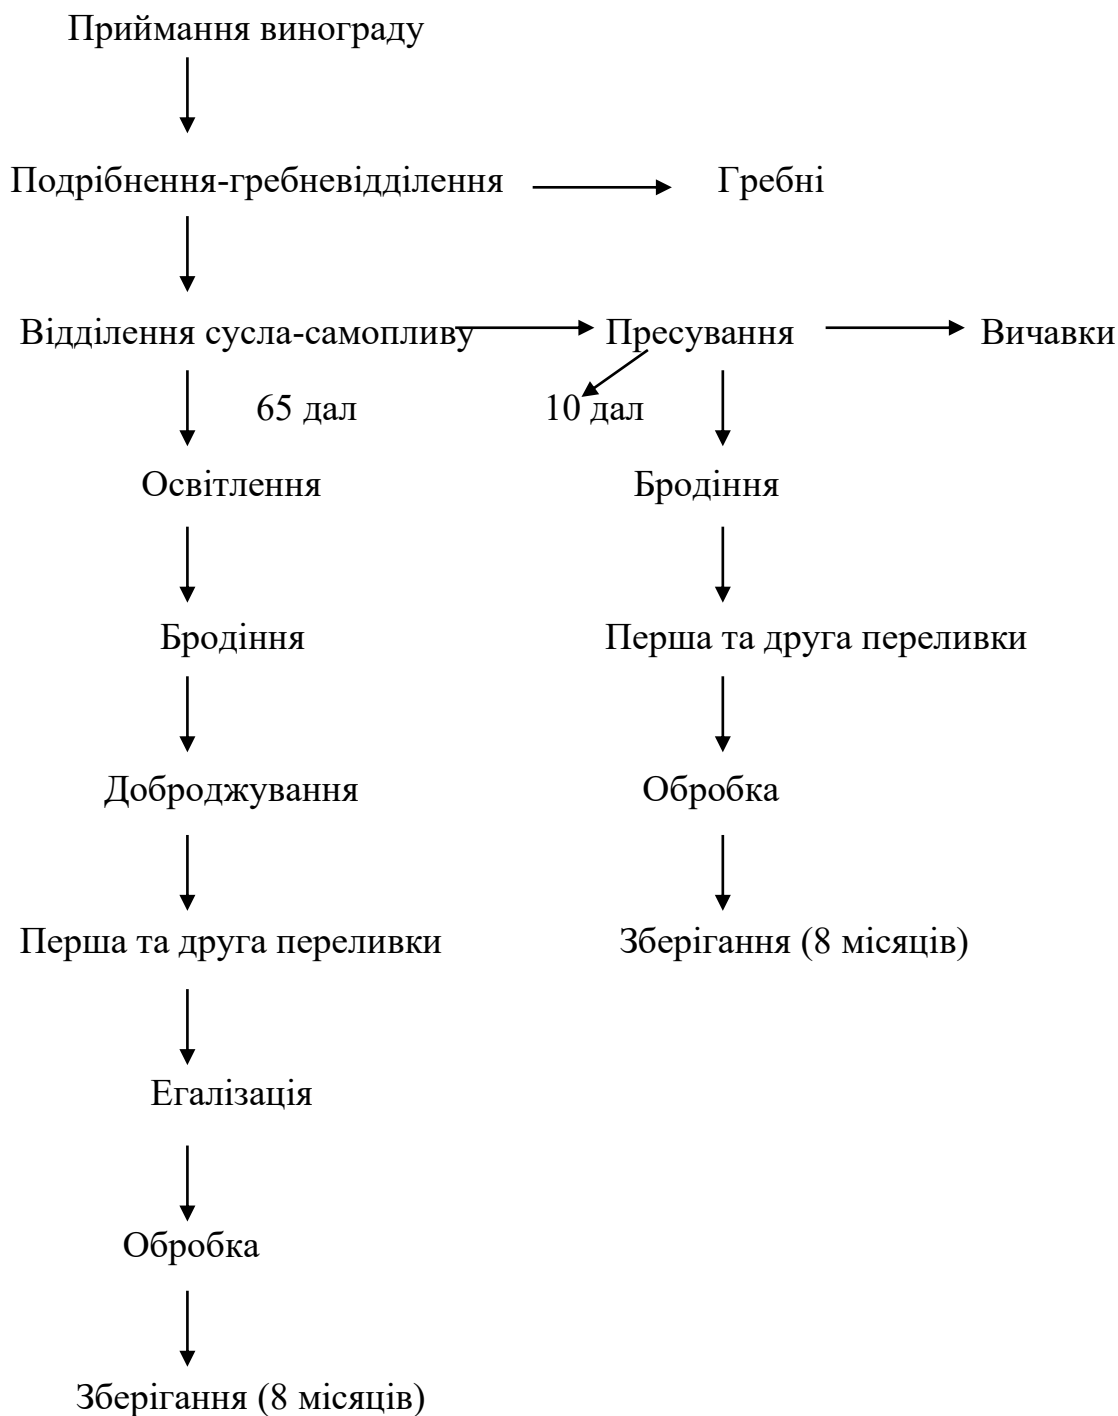 Приймання винограду
Подрібнення-гребневідділення Гребні
Відділення сусла-самопливу Пресування Вичавки
65 дал 10 дал
Освітлення Бродіння
Бродіння Перша та друга переливки
Доброджування Обробка
Перша та друга переливки Зберігання (8 місяців)
Егалізація
Обробка
Зберігання (8 місяців)